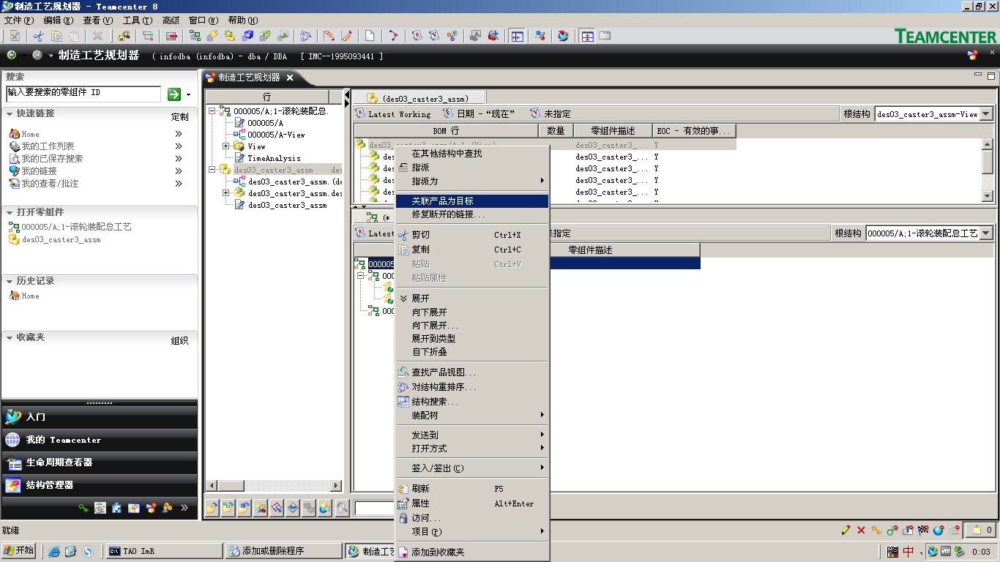 制造工艺规划器 - Teamcenter 8
文件(F) 编辑(E) 查看(V) 工具(T) 高级 窗口(W) 帮助(H)
TEAMCENTER
制造工艺规划器 ( infodba (infodba) - dba / DBA [ IMC--1995093441 ]
搜索
输入要搜索的零组件 ID
快速链接 定制
Home
我的工作列表
我的已保存搜索
我的链接
我的查看/批注
打开零组件
000005/A;1-滚轮装配总工艺
des03_caster3_assm
历史记录
Home
收藏夹 组织
入门
我的 Teamcenter
生命周期查看器
结构管理器
就绪
制造工艺规划器
行
000005/A;1-滚轮装配总.
000005/A
000005/A-View
View
TimeAnalysis
des03_caster3_assm des
des03_caster3_assm.(de
des03_caster3_assm.des
des03_caster3_assm
(des03_caster3_assm)
Latest Working 日期 -“现在” 未指定 根结构 des03_caster3_assm-View
BOM 行 数量 零组件描述 EOC - 有效的事...
des03_caster3_assm/A;1 (View) des03_caster3_... Y
des des03_caster3_... Y
des des03_caster3_... Y
des des03_caster3_... Y
des des03_caster3_... Y
(*
Latest 未指定 根结构 000005/A;1-滚轮装配总工艺
零组件描述
000005
000
000
在其他结构中查找
指派
指派为
关联产品为目标
修复断开的链接...
剪切 Ctrl+X
复制 Ctrl+C
粘贴 Ctrl+V
粘贴属性
展开
向下展开
向下展开...
展开到类型
自下折叠
查找产品视图...
对结构重排序...
结构搜索...
装配树
发送到
打开方式
签入/签出(C)
刷新 F5
属性 Alt+Enter
访问...
项目(P)
添加到收藏夹
0
开始 TAO ImR 添加或删除程序 制造工艺 中 0:03